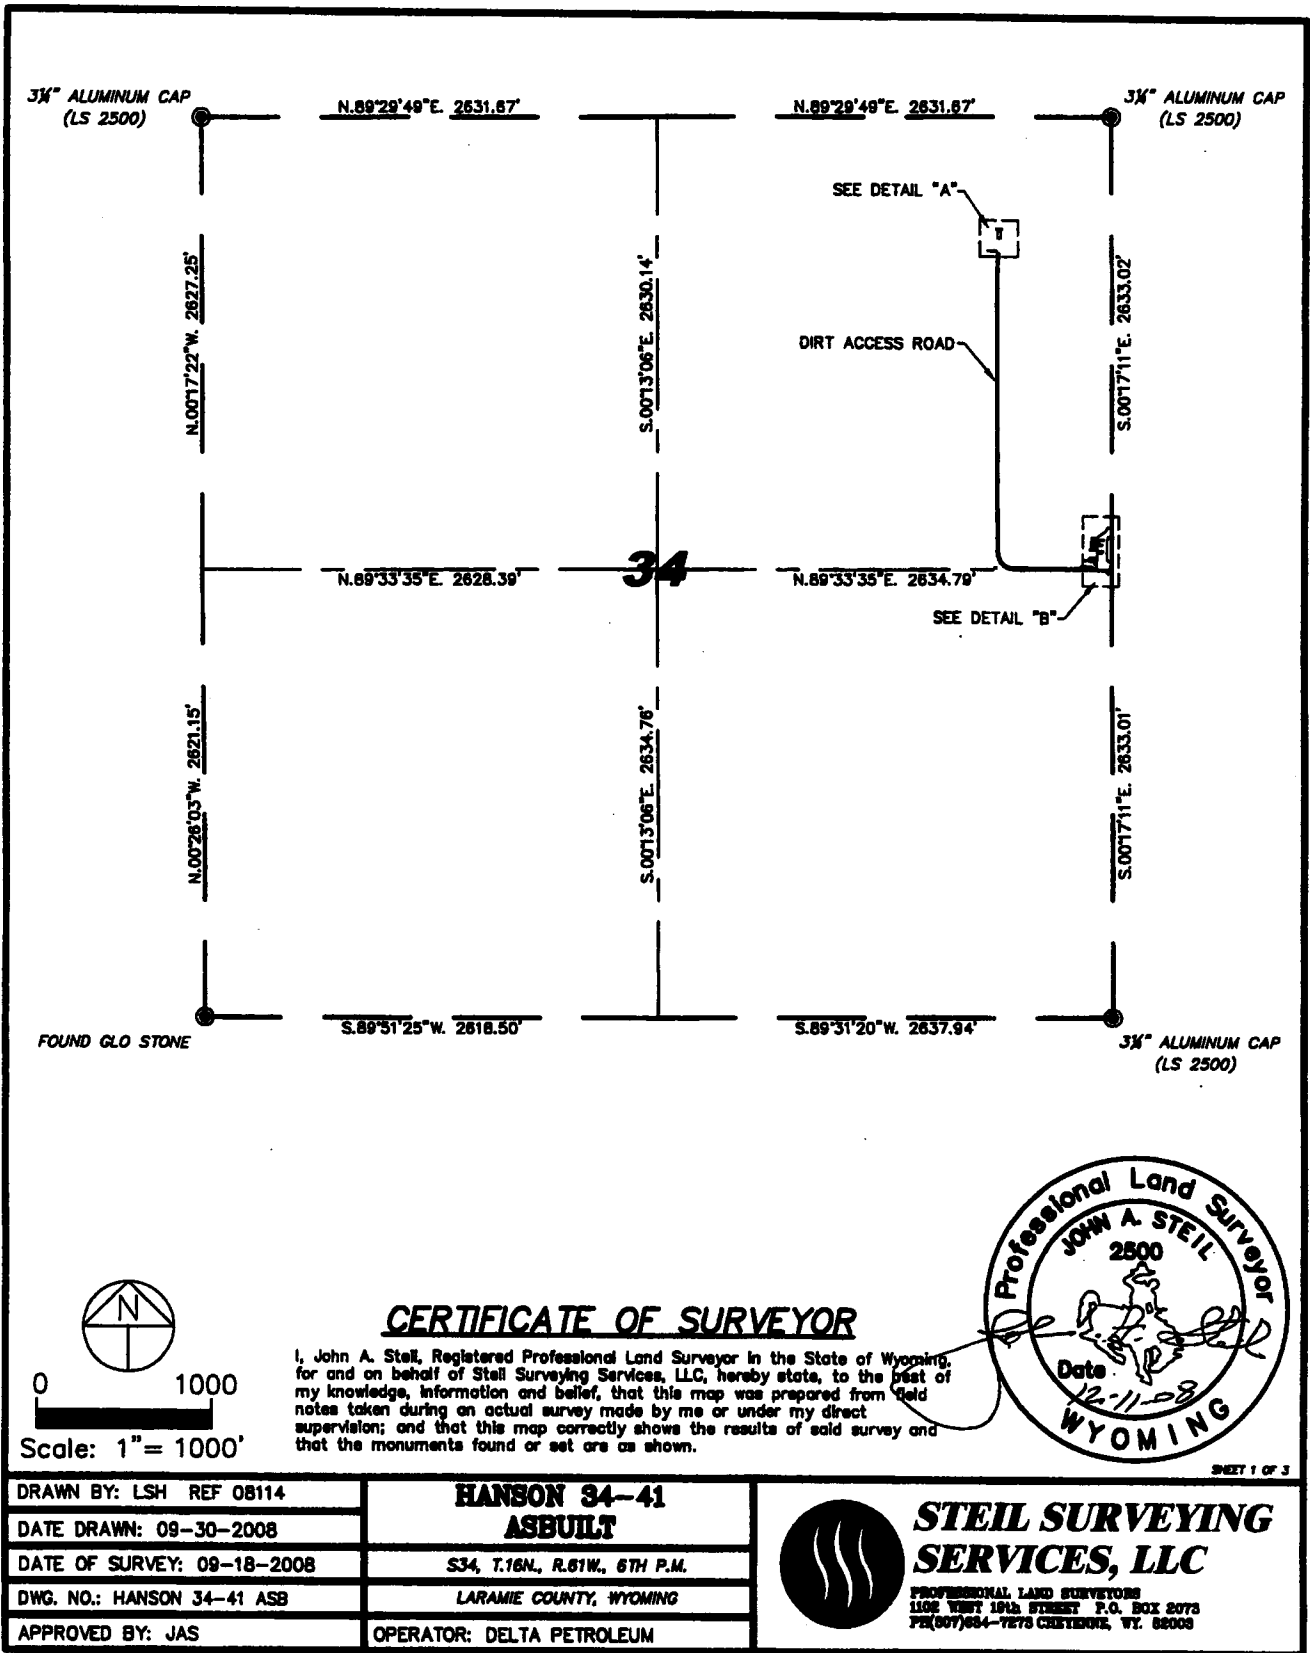 3¼" ALUMINUM CAP
(LS 2500)
N.89°29'49"E. 2631.67'
N.89°29'49"E. 2631.67'
3¼" ALUMINUM CAP
(LS 2500)
SEE DETAIL "A"
N.00°17'22"W. 2627.25'
S.00°13'06"E. 2630.14'
S.00°17'11"E. 2633.02'
DIRT ACCESS ROAD
34
N.89°33'35"E. 2628.39'
N.89°33'35"E. 2634.79'
SEE DETAIL "B"
N.00°26'03"W. 2621.15'
S.00°13'06"E. 2634.76'
S.00°17'11"E. 2633.01'
FOUND GLO STONE
S.89°51'25"W. 2618.50'
S.89°31'20"W. 2637.94'
3¼" ALUMINUM CAP
(LS 2500)
Professional Land Surveyor
JOHN A. STEIL
2500
Date
12-11-08
WYOMING
N
0 1000
Scale: 1"= 1000'
CERTIFICATE OF SURVEYOR
I, John A. Steil, Registered Professional Land Surveyor in the State of Wyoming,
for and on behalf of Steil Surveying Services, LLC, hereby state, to the best of
my knowledge, information and belief, that this map was prepared from field
notes taken during an actual survey made by me or under my direct
supervision; and that this map correctly shows the results of said survey and
that the monuments found or set are as shown.
SHEET 1 OF 3
DRAWN BY: LSH REF 08114
DATE DRAWN: 09-30-2008
DATE OF SURVEY: 09-18-2008
DWG. NO.: HANSON 34-41 ASB
APPROVED BY: JAS
HANSON 34-41
ASBUILT
S34, T.16N., R.61W., 6TH P.M.
LARAMIE COUNTY, WYOMING
OPERATOR: DELTA PETROLEUM
STEIL SURVEYING
SERVICES, LLC
PROFESSIONAL LAND SURVEYORS
1102 WEST 19th STREET P.O. BOX 2073
PH(307)634-7273 CHEYENNE, WY. 82003